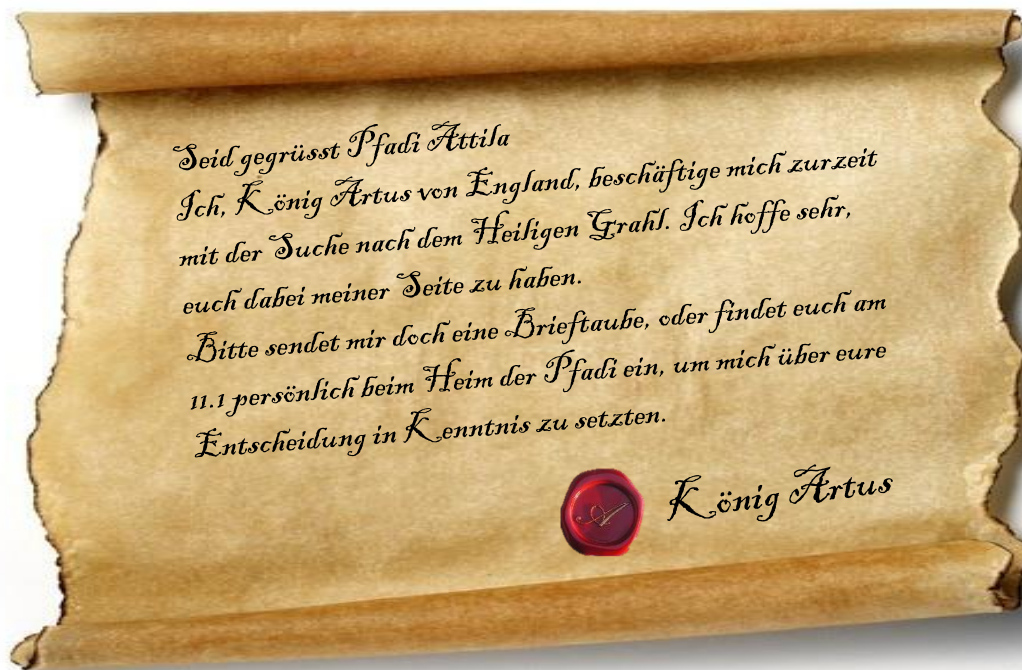 Seid gegrüsst Pfadi Attila
Ich, König Artus von England, beschäftige mich zurzeit
mit der Suche nach dem Heiligen Grahl. Ich hoffe sehr,
euch dabei meiner Seite zu haben.
Bitte sendet mir doch eine Brieftaube, oder findet euch am
11.1 persönlich beim Heim der Pfadi ein, um mich über eure
Entscheidung in Kenntnis zu setzten.
König Artus